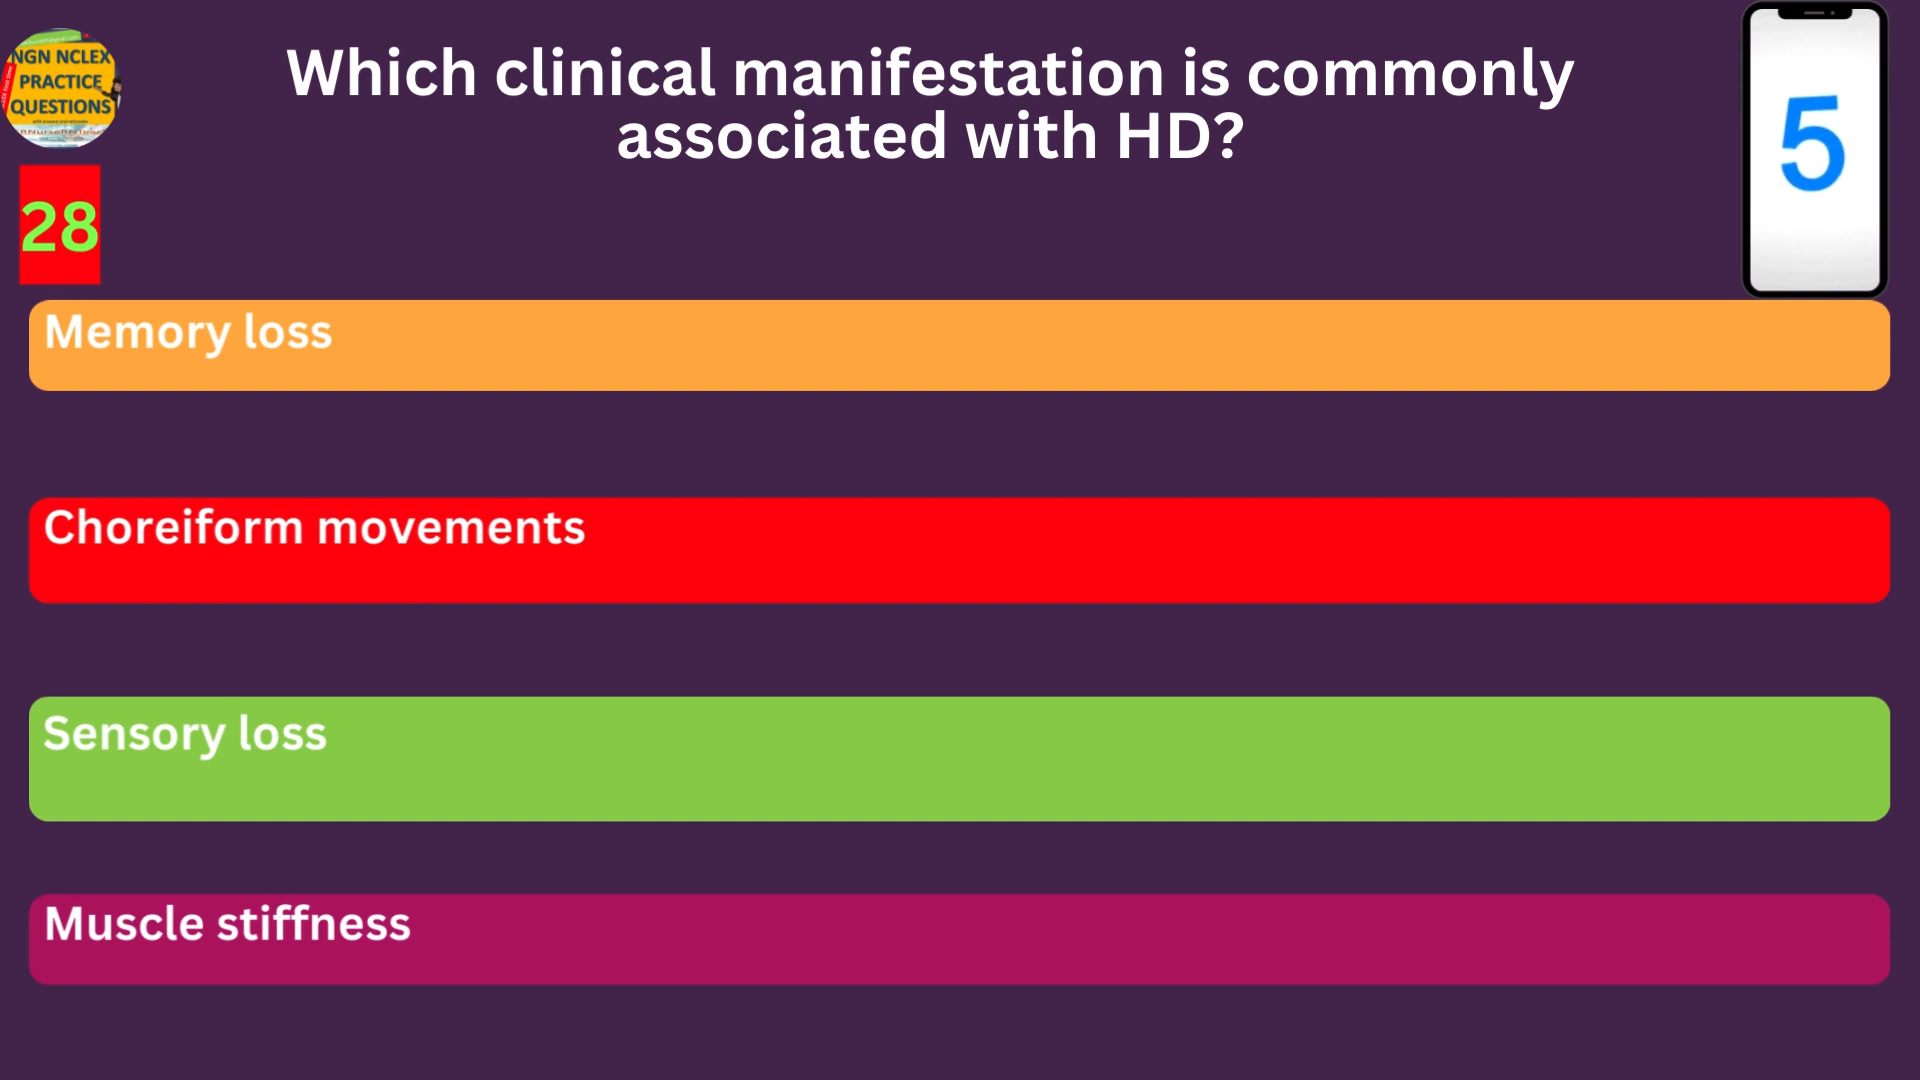 NGN NCLEX
PRACTICE
QUESTIONS
Which clinical manifestation is commonly
associated with HD?
5
28
Memory loss
Choreiform movements
Sensory loss
Muscle stiffness